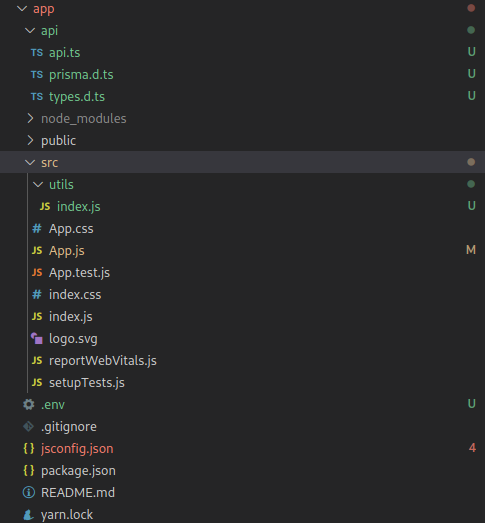 app
api
TS api.ts U
TS prisma.d.ts U
TS types.d.ts U
node_modules
public
src
utils
JS index.js U
# App.css
JS App.js M
JS App.test.js
# index.css
JS index.js
logo.svg
JS reportWebVitals.js
JS setupTests.js
.env U
.gitignore
{} jsconfig.json 4
{} package.json
README.md
yarn.lock